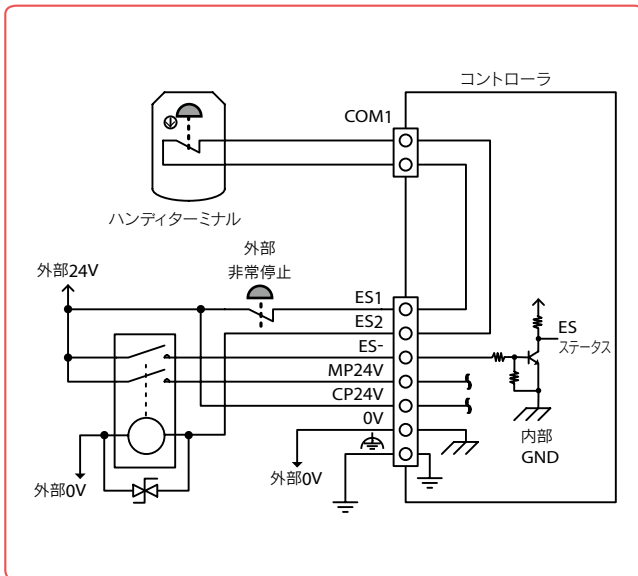 コントローラ
COM1
ハンディターミナル
外部
非常停止
外部24V
ES1
ES2
ES-
MP24V
CP24V
0V
ES
ステータス
内部
GND
外部0V
外部0V